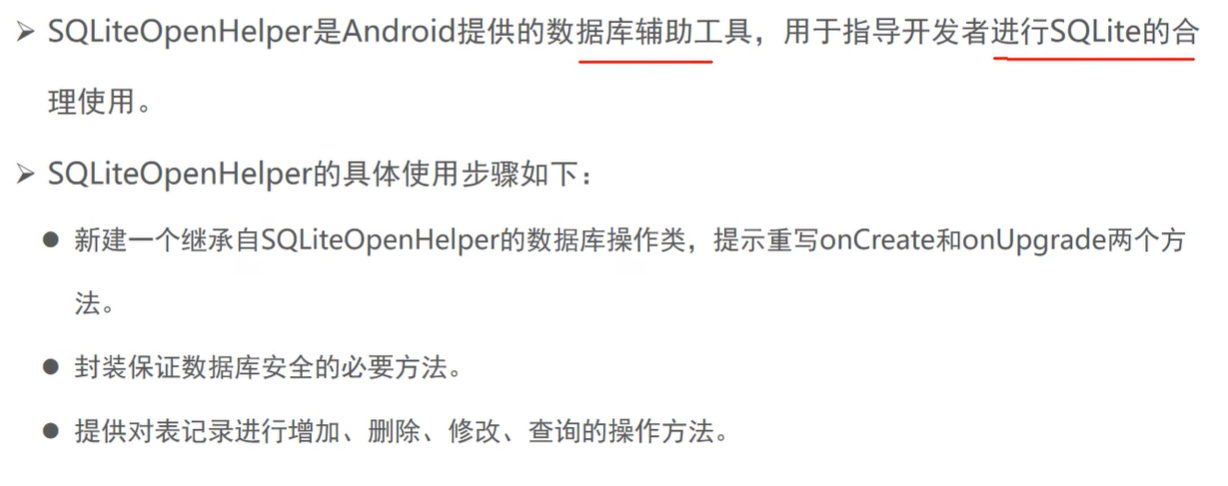 ➢ SQLiteOpenHelper是Android提供的数据库辅助工具，用于指导开发者进行SQLite的合
理使用。
➢ SQLiteOpenHelper的具体使用步骤如下：
● 新建一个继承自SQLiteOpenHelper的数据库操作类，提示重写onCreate和onUpgrade两个方
法。
● 封装保证数据库安全的必要方法。
● 提供对表记录进行增加、删除、修改、查询的操作方法。